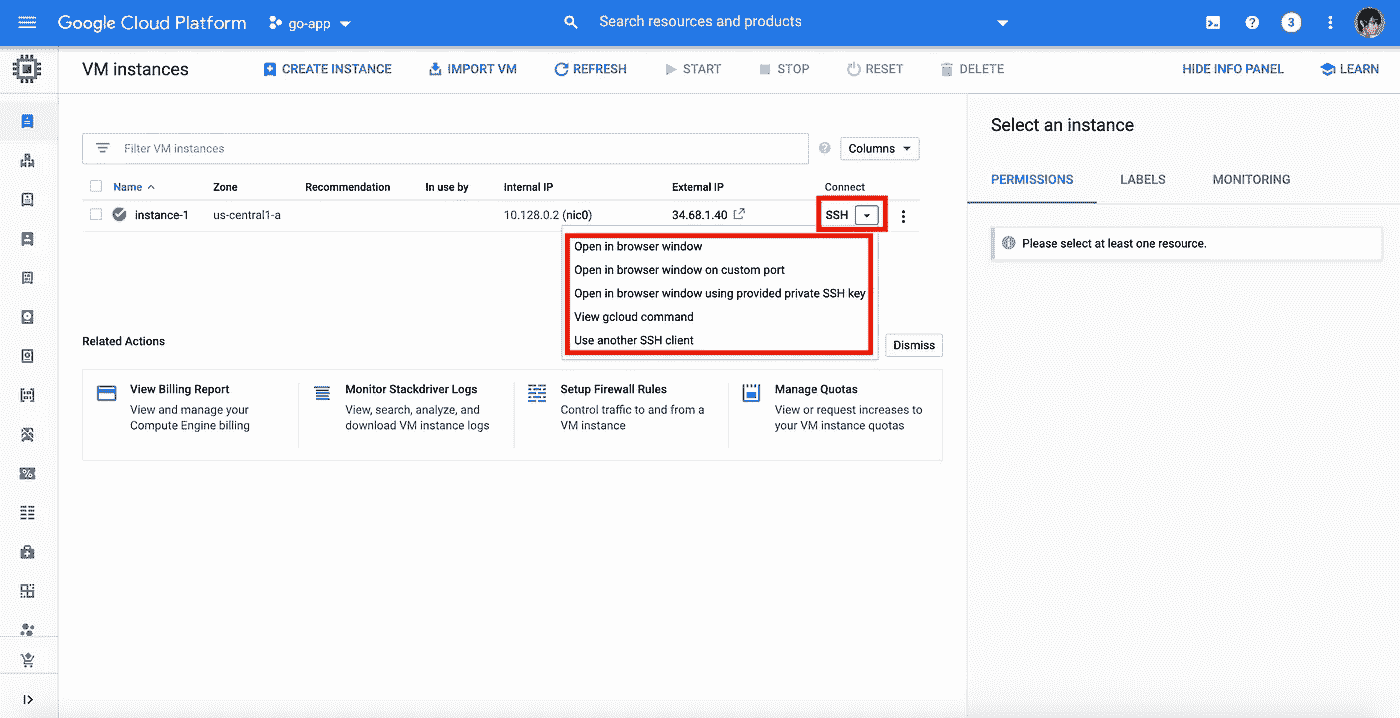 Google Cloud Platform go-app Search resources and products 3
VM instances CREATE INSTANCE IMPORT VM REFRESH START STOP RESET DELETE HIDE INFO PANEL LEARN
Filter VM instances Columns
Name Zone Recommendation In use by Internal IP External IP Connect
instance-1 us-central1-a 10.128.0.2 (nic0) 34.68.1.40 SSH
Open in browser window
Open in browser window on custom port
Open in browser window using provided private SSH key
View gcloud command
Use another SSH client
Related Actions Dismiss
View Billing Report
View and manage your
Compute Engine billing
Monitor Stackdriver Logs
View, search, analyze, and
download VM instance logs
Setup Firewall Rules
Control traffic to and from a
VM instance
Manage Quotas
View or request increases to
your VM instance quotas
Select an instance
PERMISSIONS LABELS MONITORING
Please select at least one resource.